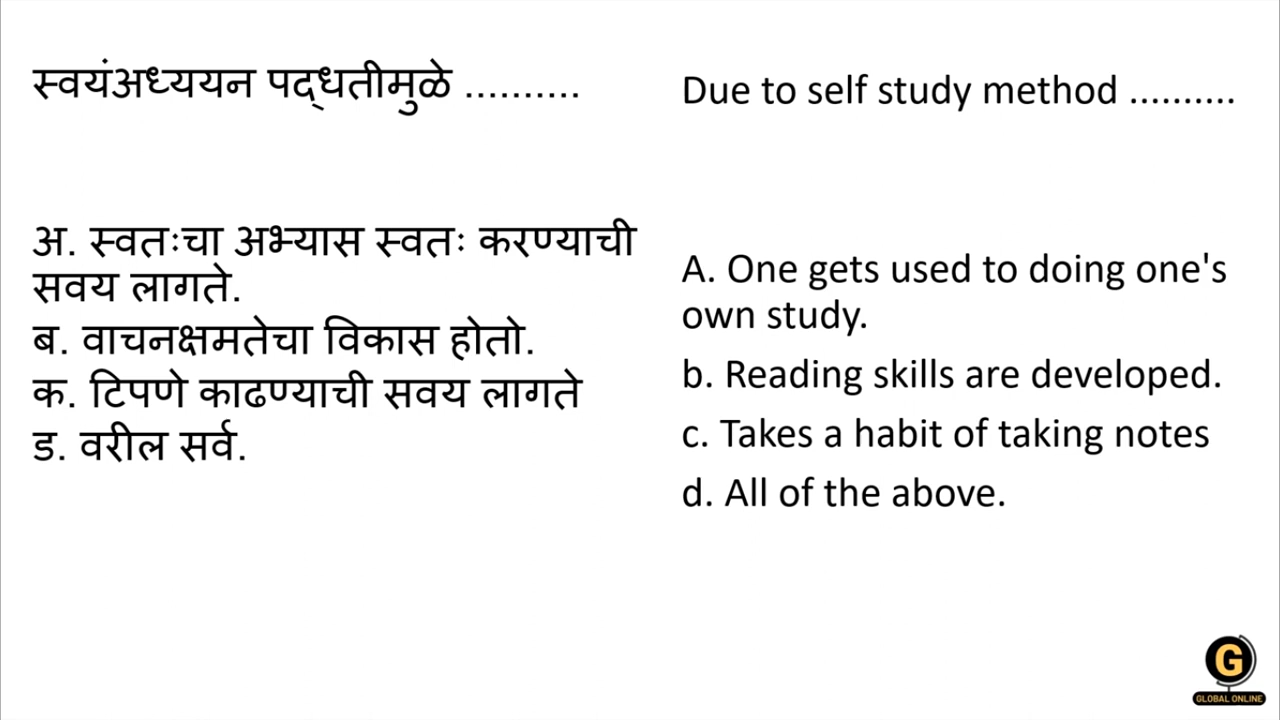 स्वयंअध्ययन पद्धतीमुळे ..........
अ. स्वतःचा अभ्यास स्वतः करण्याची
सवय लागते.
ब. वाचनक्षमतेचा विकास होतो.
क. टिपणे काढण्याची सवय लागते
ड. वरील सर्व.
Due to self study method ..........
A. One gets used to doing one's
own study.
b. Reading skills are developed.
c. Takes a habit of taking notes
d. All of the above.
G
GLOBAL ONLINE